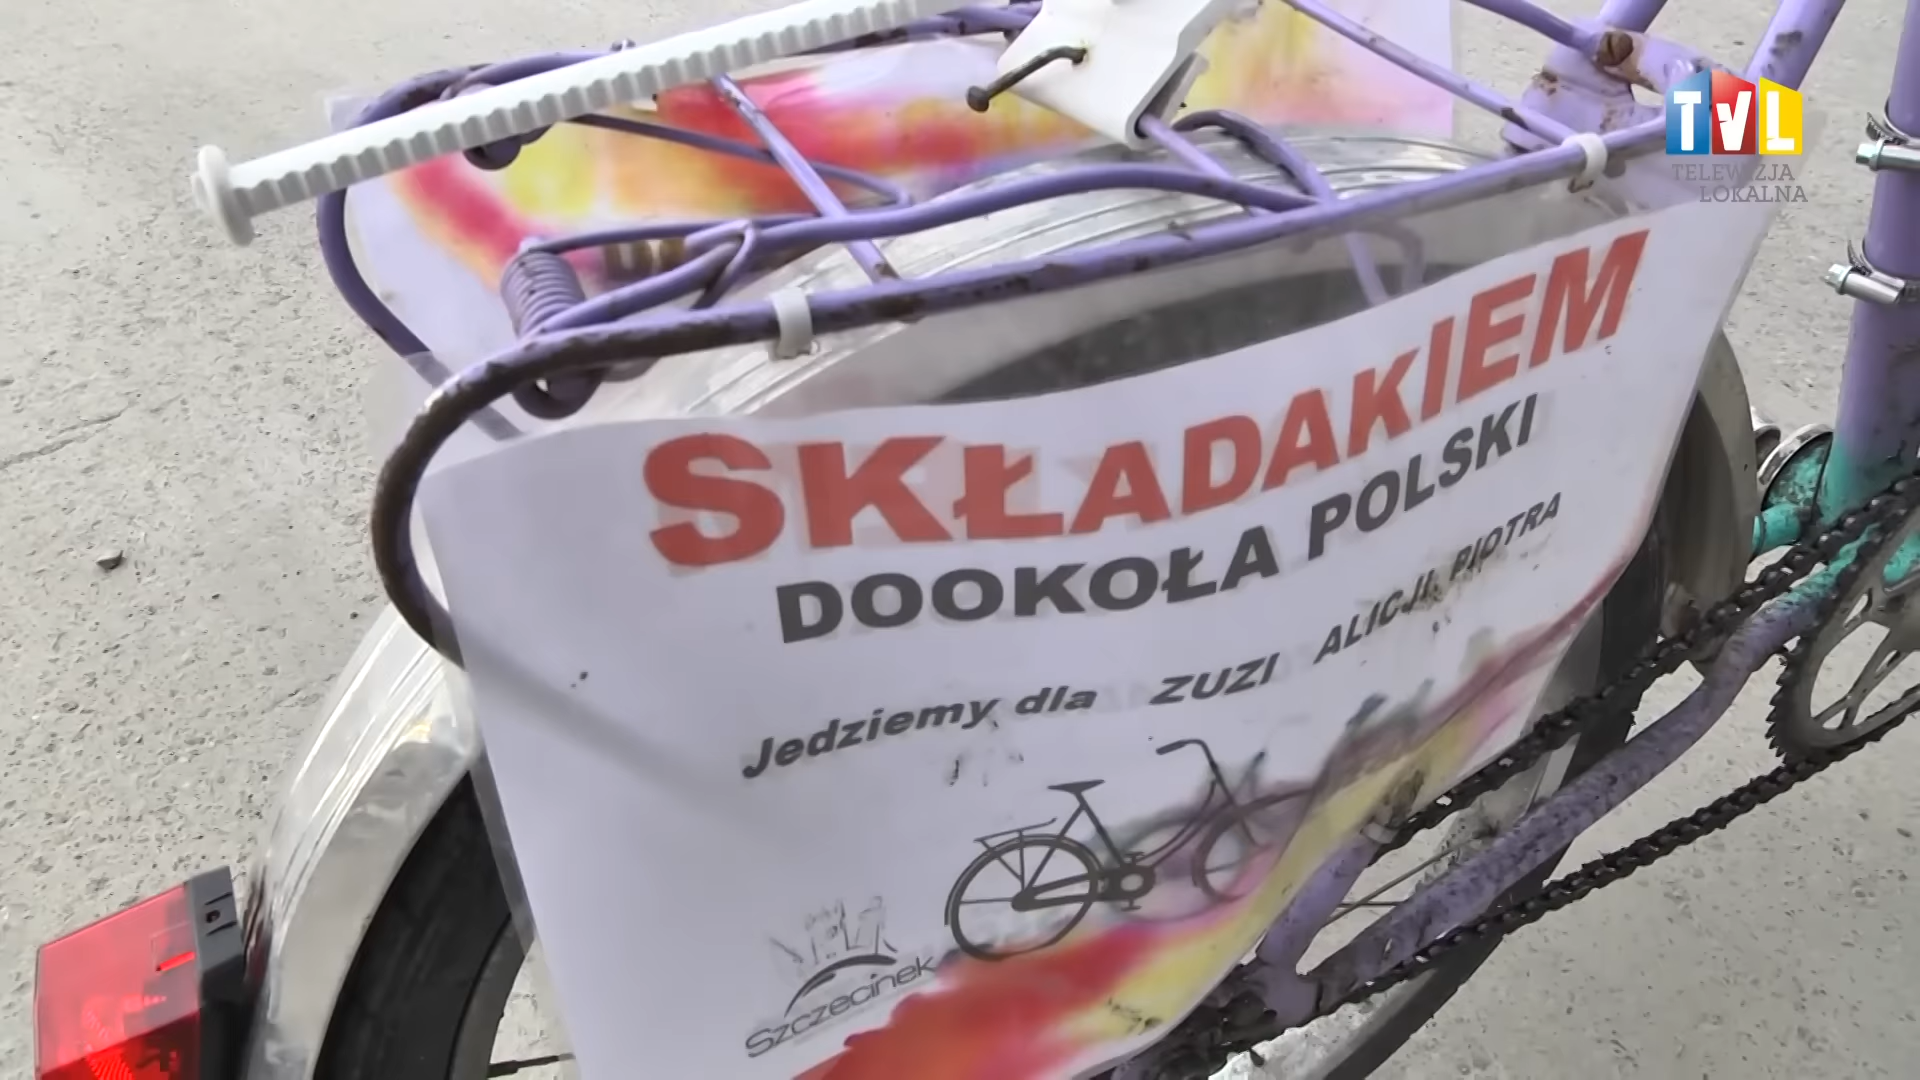 TVL
TELEWIZJA
LOKALNA
SKŁADAKIEM
DOOKOŁA POLSKI
Jedziemy dla ZUZI ALICJI, PIOTRA
Szczecinek